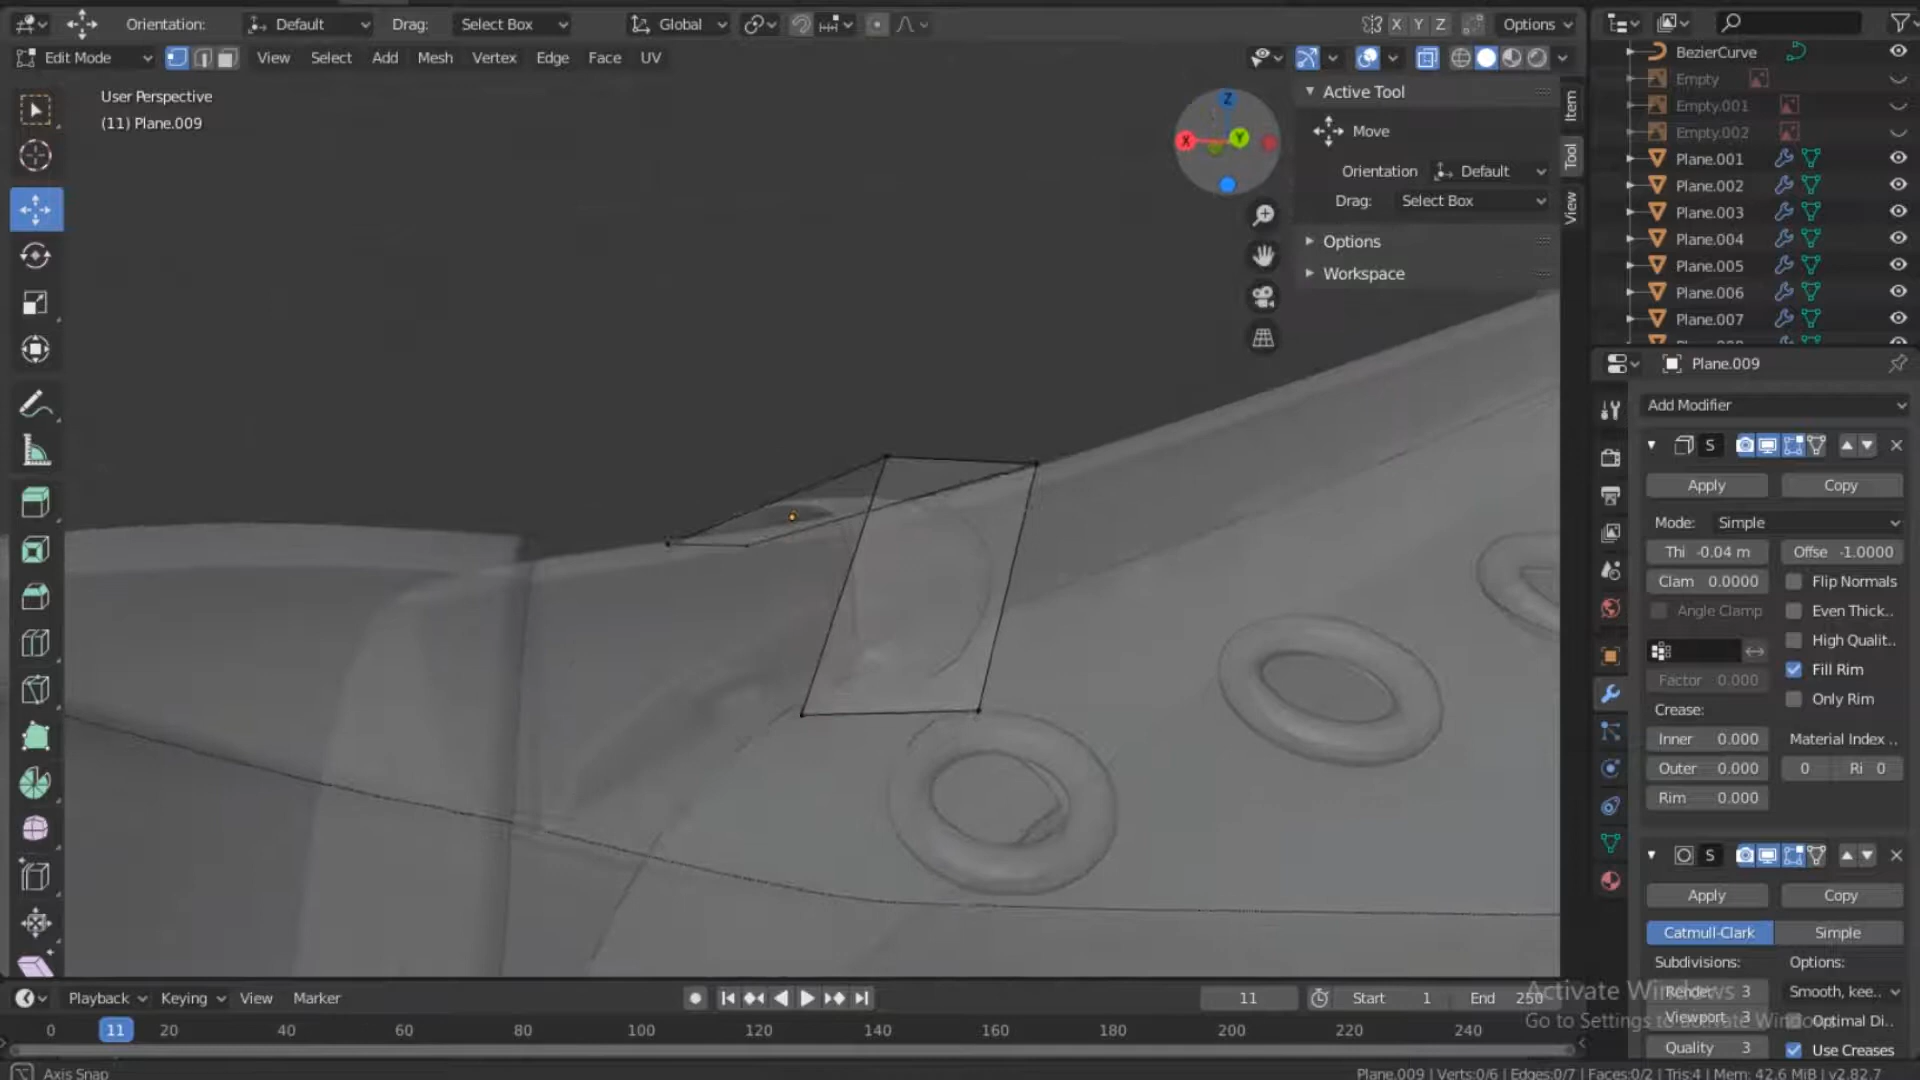 Orientation: Default Drag: Select Box Global X Y Z Options
Edit Mode View Select Add Mesh Vertex Edge Face UV
User Perspective
(11) Plane.009
Z
X
Y
Active Tool
Move
Orientation Default
Drag: Select Box
Options
Workspace
Item
Tool
View
BezierCurve
Empty
Empty.001
Empty.002
Plane.001
Plane.002
Plane.003
Plane.004
Plane.005
Plane.006
Plane.007
Plane.009
Add Modifier
S
Apply Copy
Mode: Simple
Thi -0.04 m Offse -1.0000
Clam 0.0000 Flip Normals
Angle Clamp Even Thick..
High Qualit..
Factor 0.000 Fill Rim
Crease: Only Rim
Inner 0.000 Material Index ..
Outer 0.000 0 Ri 0
Rim 0.000
S
Apply Copy
Catmull-Clark Simple
Subdivisions: Options:
Render 3 Smooth, kee..
Viewport 3 Optimal Di..
Quality 3 Use Creases
Activate Windows
Go to Settings to activate Windows.
Playback Keying View Marker 11 Start 1 End 250
0 11 20 40 60 80 100 120 140 160 180 200 220 240
Axis Snap
Plane.009 | Verts:0/6 | Edges:0/7 | Faces:0/2 | Tris:4 | Mem: 42.6 MiB | v2.82.7